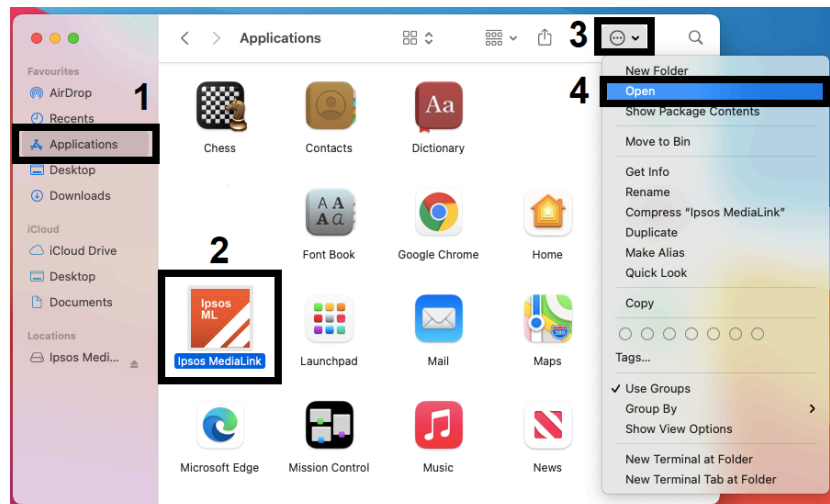 Applications
3
Favourites
AirDrop
Recents
Applications
Desktop
Downloads
iCloud
iCloud Drive
Desktop
Documents
Locations
Ipsos Medi...
1
Chess
Contacts
Aa
Dictionary
AA
Aa
Font Book
Google Chrome
Home
2
Ipsos
ML
Ipsos MediaLink
Launchpad
Mail
280
Maps
Microsoft Edge
Mission Control
Music
News
4
New Folder
Open
Show Package Contents
Move to Bin
Get Info
Rename
Compress “Ipsos MediaLink”
Duplicate
Make Alias
Quick Look
Copy
Tags...
✓ Use Groups
Group By
Show View Options
New Terminal at Folder
New Terminal Tab at Folder